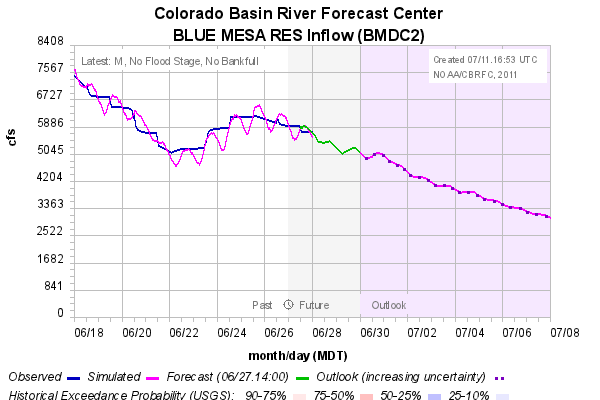 Colorado Basin River Forecast Center
BLUE MESA RES Inflow (BMDC2)
8408
7567
6727
5886
5045
4204
3363
2522
1682
841
0
cfs
Latest: M, No Flood Stage, No Bankfull
Created 07/11.16:53 UTC
NOAA/CBRFC, 2011
Past Future Outlook
06/18 06/20 06/22 06/24 06/26 06/28 06/30 07/02 07/04 07/06 07/08
month/day (MDT)
Observed Simulated Forecast (06/27.14:00) Outlook (increasing uncertainty)
Historical Exceedance Probability (USGS): 90-75% 75-50% 50-25% 25-10%